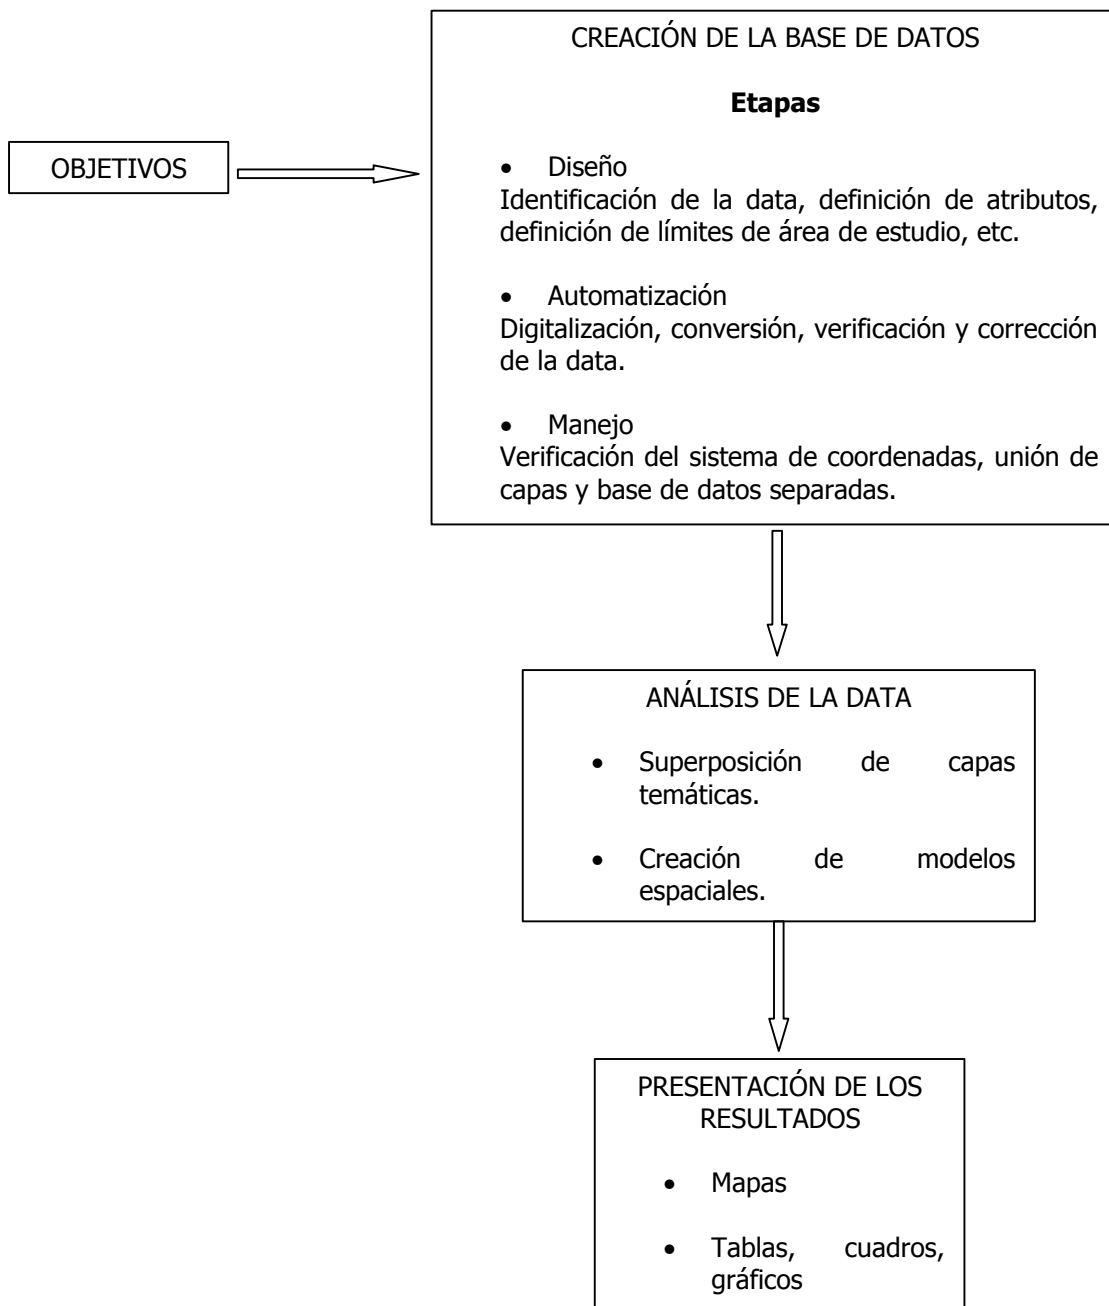 OBJETIVOS
CREACIÓN DE LA BASE DE DATOS
Etapas
• Diseño
Identificación de la data, definición de atributos,
definición de límites de área de estudio, etc.
• Automatización
Digitalización, conversión, verificación y corrección
de la data.
• Manejo
Verificación del sistema de coordenadas, unión de
capas y base de datos separadas.
ANÁLISIS DE LA DATA
• Superposición de capas
temáticas.
• Creación de modelos
espaciales.
PRESENTACIÓN DE LOS
RESULTADOS
• Mapas
• Tablas, cuadros,
gráficos